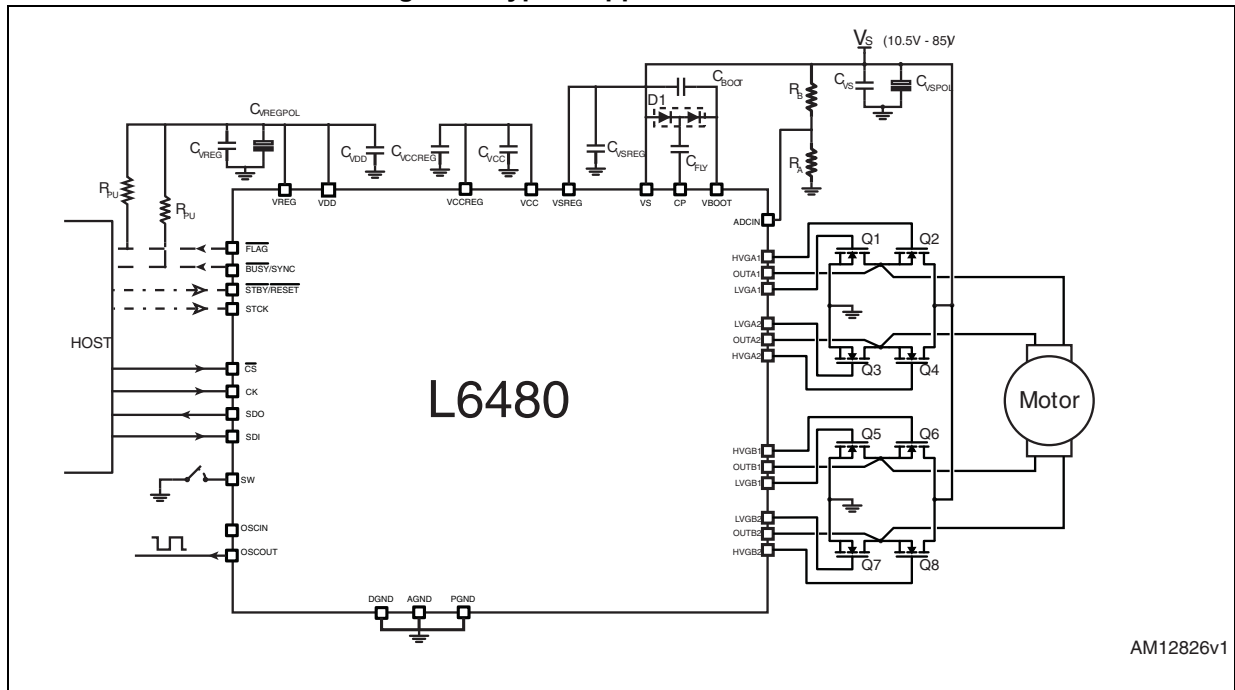 VS (10.5V - 85V)
CBOOT
D1
RB
CVS
CVSPOL
CVREGPOL
CVREG
CVDD
CVCCREG
CVCC
CVSREG
CFLY
RA
RPU
RPU
VREG
VDD
VCCREG
VCC
VSREG
VS
CP
VBOOT
ADCIN
FLAG
BUSY/SYNC
STBY/RESET
STCK
HOST
CS
CK
SDO
SDI
SW
OSCIN
OSCOUT
L6480
HVGA1
OUTA1
LVGA1
LVGA2
OUTA2
HVGA2
HVGB1
OUTB1
LVGB1
LVGB2
OUTB2
HVGB2
Q1
Q2
Q3
Q4
Q5
Q6
Q7
Q8
Motor
DGND
AGND
PGND
AM12826v1